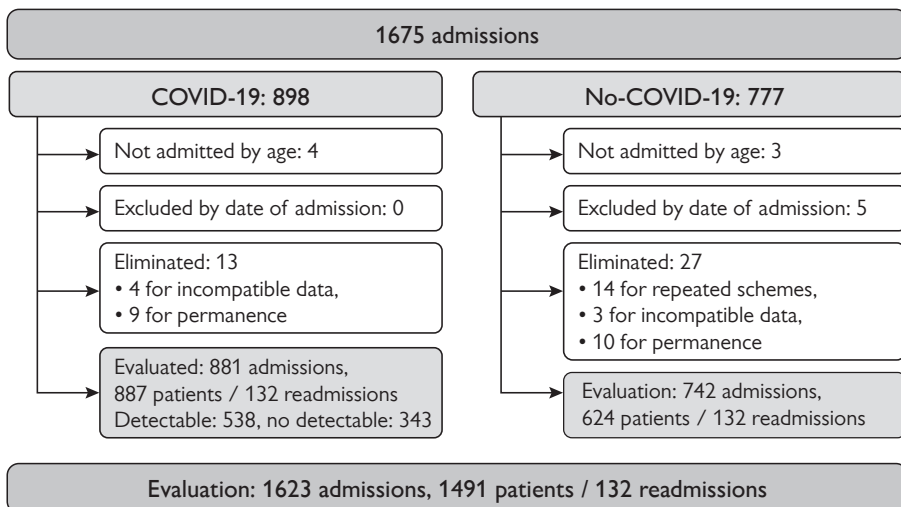 1675 admissions
COVID-19: 898
Not admitted by age: 4
Excluded by date of admission: 0
Eliminated: 13
• 4 for incompatible data,
• 9 for permanence
Evaluated: 881 admissions,
887 patients / 132 readmissions
Detectable: 538, no detectable: 343
No-COVID-19: 777
Not admitted by age: 3
Excluded by date of admission: 5
Eliminated: 27
• 14 for repeated schemes,
• 3 for incompatible data,
• 10 for permanence
Evaluation: 742 admissions,
624 patients / 132 readmissions
Evaluation: 1623 admissions, 1491 patients / 132 readmissions